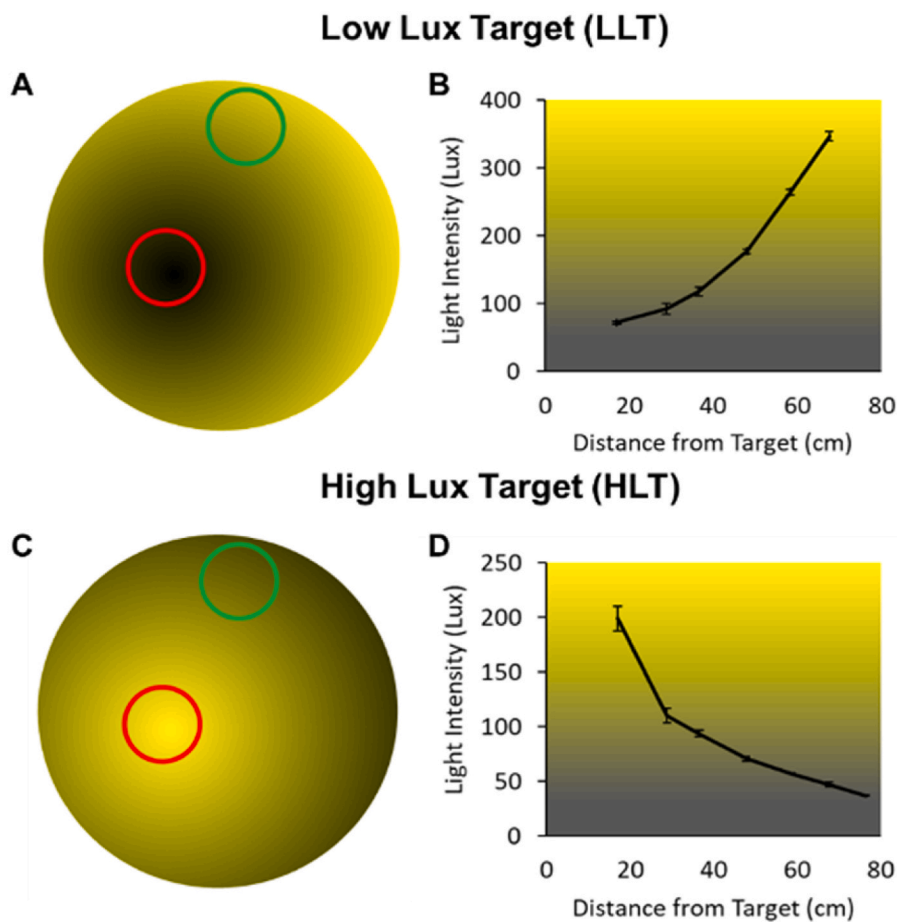 Low Lux Target (LLT)
A
B
Light Intensity (Lux)
400
300
200
100
0
0 20 40 60 80
Distance from Target (cm)
High Lux Target (HLT)
C
D
Light Intensity (Lux)
250
200
150
100
50
0
0 20 40 60 80
Distance from Target (cm)